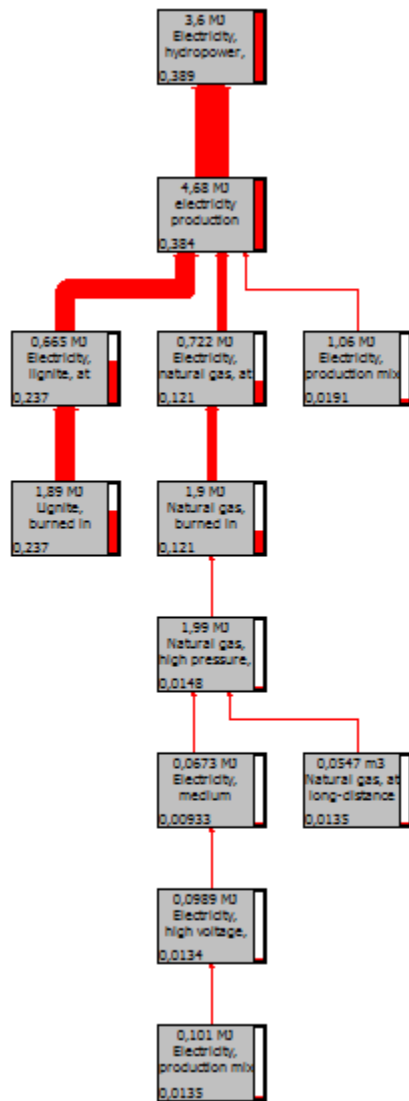 3,6 MJ
Electricity,
hydropower,
0,389
4,68 MJ
electricity
production
0,384
0,665 MJ
Electricity,
lignite, at
0,237
0,722 MJ
Electricity,
natural gas, at
0,121
1,06 MJ
Electricity,
production mix
0,0191
1,89 MJ
Lignite,
burned in
0,237
1,9 MJ
Natural gas,
burned in
0,121
1,99 MJ
Natural gas,
high pressure,
0,0148
0,0673 MJ
Electricity,
medium
0,00933
0,0547 m3
Natural gas, at
long-distance
0,0135
0,0989 MJ
Electricity,
high voltage,
0,0134
0,101 MJ
Electricity,
production mix
0,0135